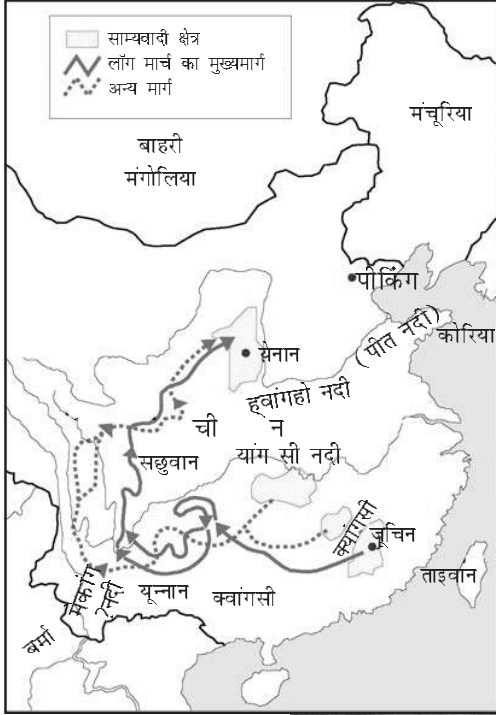 साम्यवादी क्षेत्र
लॉग मार्च का मुख्यमार्ग
अन्य मार्ग
मंचूरिया
बाहरी
मंगोलिया
पीकिंग
कोरिया
येनान
हवांगहो नदी (पीत नदी)
ची न
सछुवान
यांग सी नदी
क्यांगसी
जूचिन
ताइवान
मेकांग
नदी
यून्नान
क्वांगसी
बर्मा